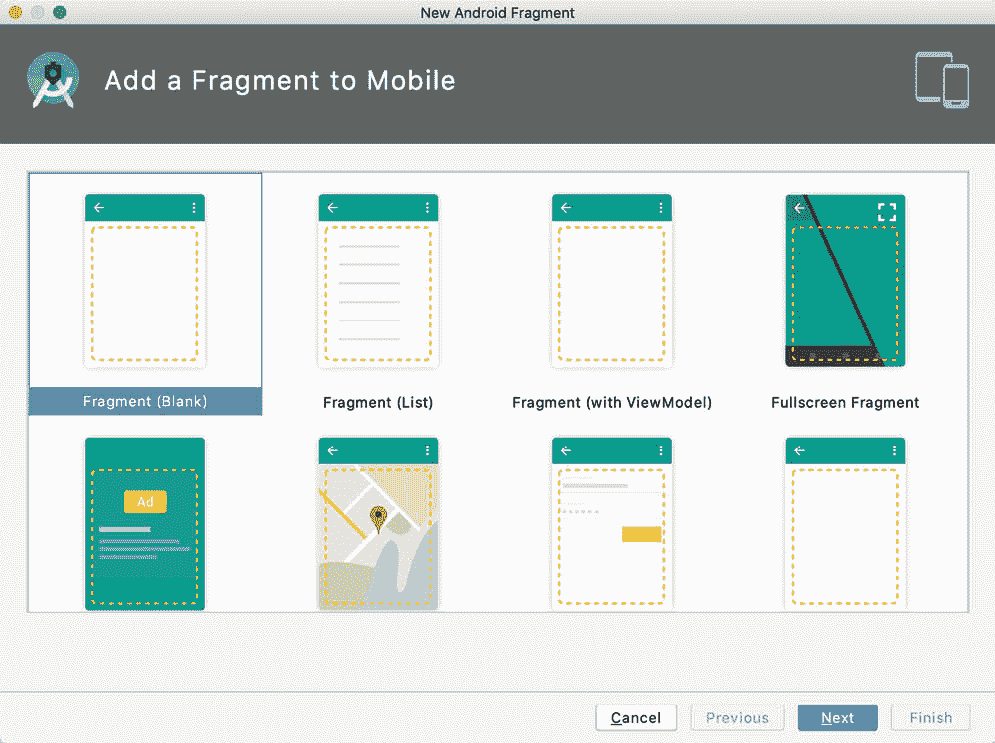 New Android Fragment
Add a Fragment to Mobile
Fragment (Blank)
Fragment (List)
Fragment (with ViewModel)
Fullscreen Fragment
Ad
Cancel
Previous
Next
Finish